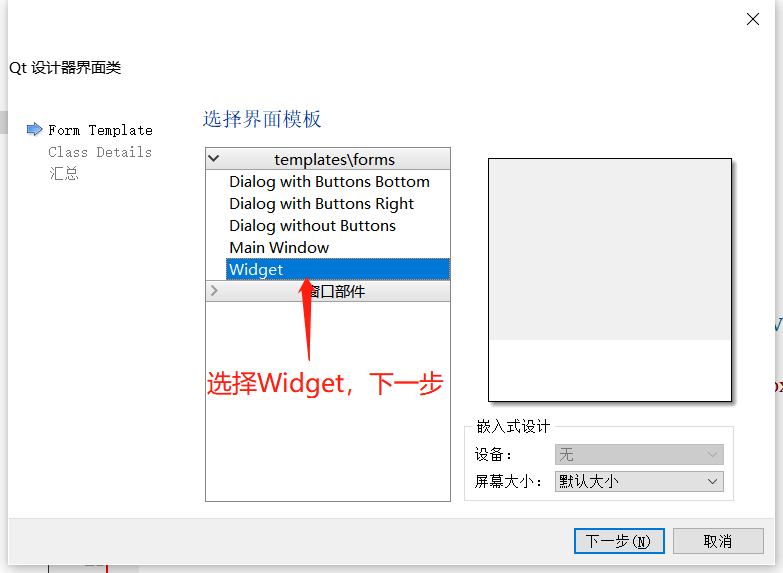 Qt 设计器界面类
Form Template
Class Details
汇总
选择界面模板
templates\forms
Dialog with Buttons Bottom
Dialog with Buttons Right
Dialog without Buttons
Main Window
Widget
窗口部件
选择Widget，下一步
嵌入式设计
设备：
无
屏幕大小：
默认大小
下一步(N)
取消